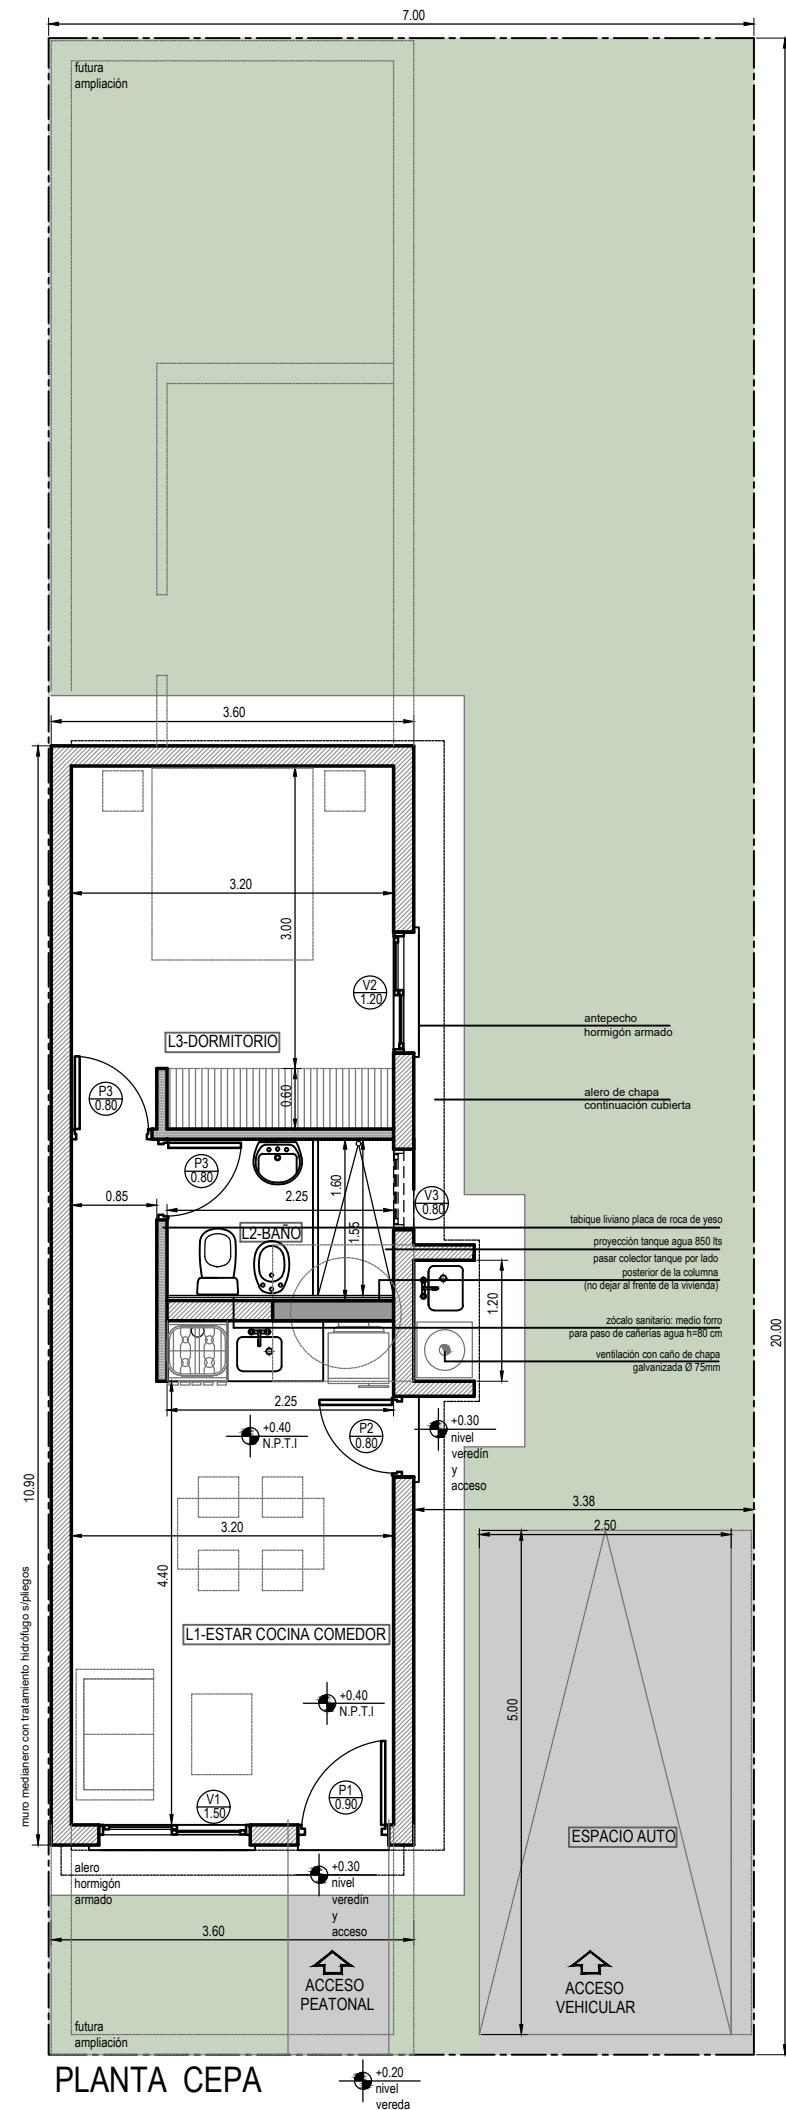 7.00
futura
ampliación
3.60
3.20
3.00
V2
1.20
L3-DORMITORIO
antepecho
hormigón armado
P3
0.80
0.60
alero de chapa
continuación cubierta
P3
0.80
1.60
0.85
2.25
V3
0.80
1.55
L2-BAÑO
tabique liviano placa de roca de yeso
proyección tanque agua 850 lts
pasar colector tanque por lado
posterior de la columna
(no dejar al frente de la vivienda)
1.20
zócalo sanitario: medio forro
para paso de cañerías agua h=80 cm
ventilación con caño de chapa
galvanizada Ø 75mm
20.00
2.25
+0.40
N.P.T.I
P2
0.80
+0.30
nivel
veredín
y
acceso
10.90
3.38
3.20
2.50
4.40
muro medianero con tratamiento hidrófugo s/pliegos
L1-ESTAR COCINA COMEDOR
+0.40
N.P.T.I
5.00
V1
1.50
P1
0.90
ESPACIO AUTO
alero
hormigón
armado
+0.30
nivel
veredín
y
acceso
3.60
ACCESO
PEATONAL
ACCESO
VEHICULAR
futura
ampliación
PLANTA CEPA
+0.20
nivel
vereda